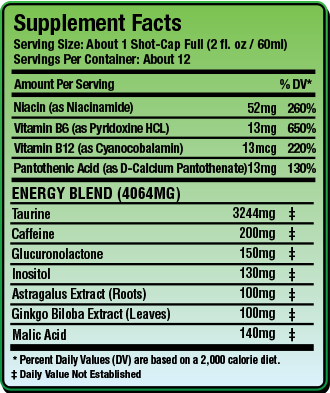 Supplement Facts
Serving Size: About 1 Shot-Cap Full (2 fl. oz / 60ml)
Servings Per Container: About 12
Amount Per Serving % DV*
Niacin (as Niacinamide) 52mg 260%
Vitamin B6 (as Pyridoxine HCL) 13mg 650%
Vitamin B12 (as Cyanocobalamin) 13mcg 220%
Pantothenic Acid (as D-Calcium Pantothenate) 13mg 130%
ENERGY BLEND (4064MG)
Taurine 3244mg ‡
Caffeine 200mg ‡
Glucuronolactone 150mg ‡
Inositol 130mg ‡
Astragalus Extract (Roots) 100mg ‡
Ginkgo Biloba Extract (Leaves) 100mg ‡
Malic Acid 140mg ‡
* Percent Daily Values (DV) are based on a 2,000 calorie diet.
‡ Daily Value Not Established